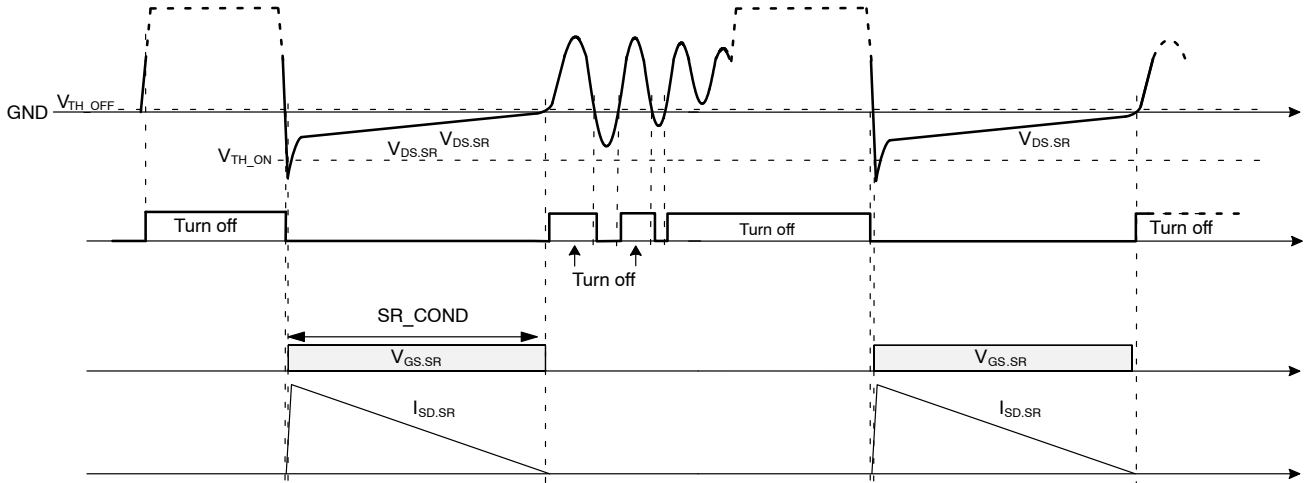 GND
V_TH_OFF
V_DS.SR
V_DS.SR
V_DS.SR
V_TH_ON
Turn off
Turn off
Turn off
Turn off
SR_COND
V_GS.SR
V_GS.SR
I_SD.SR
I_SD.SR